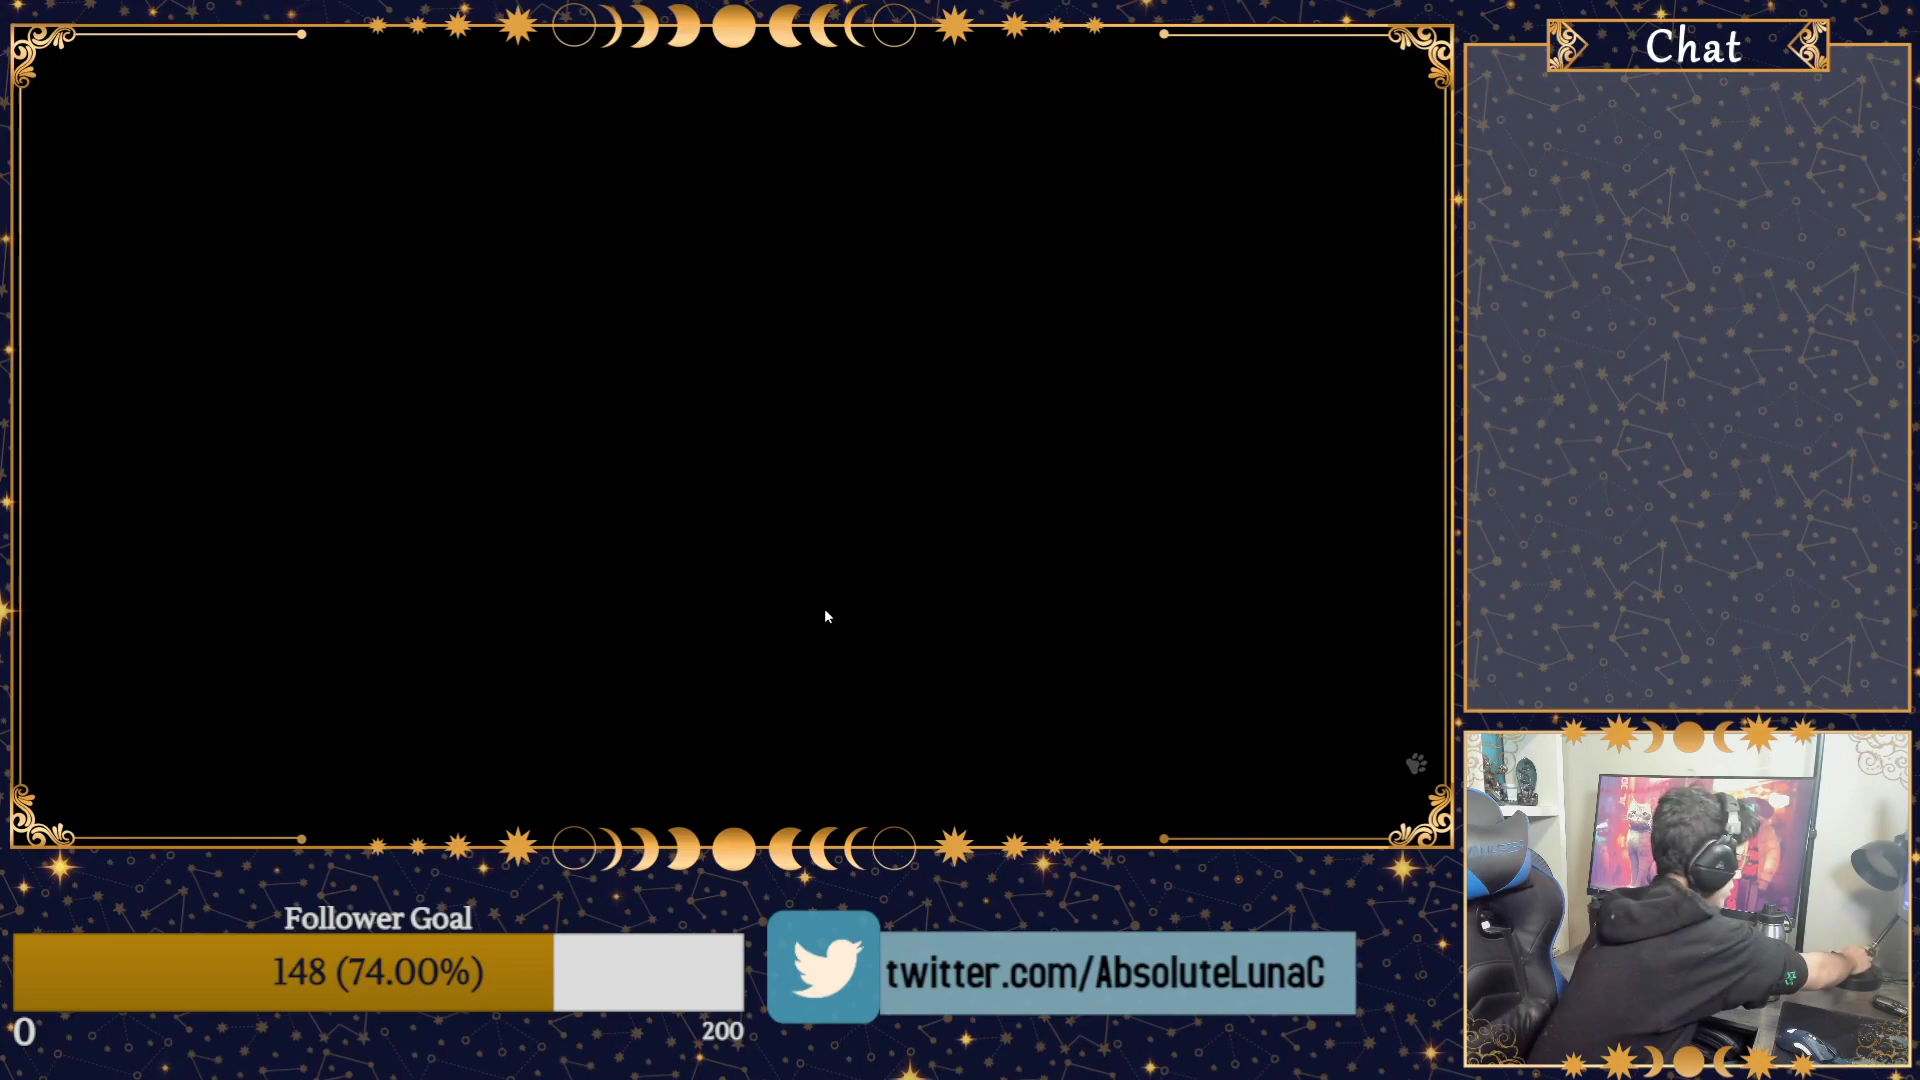 Chat
Follower Goal
148 (74.00%)
0
200
twitter.com/AbsoluteLunaC